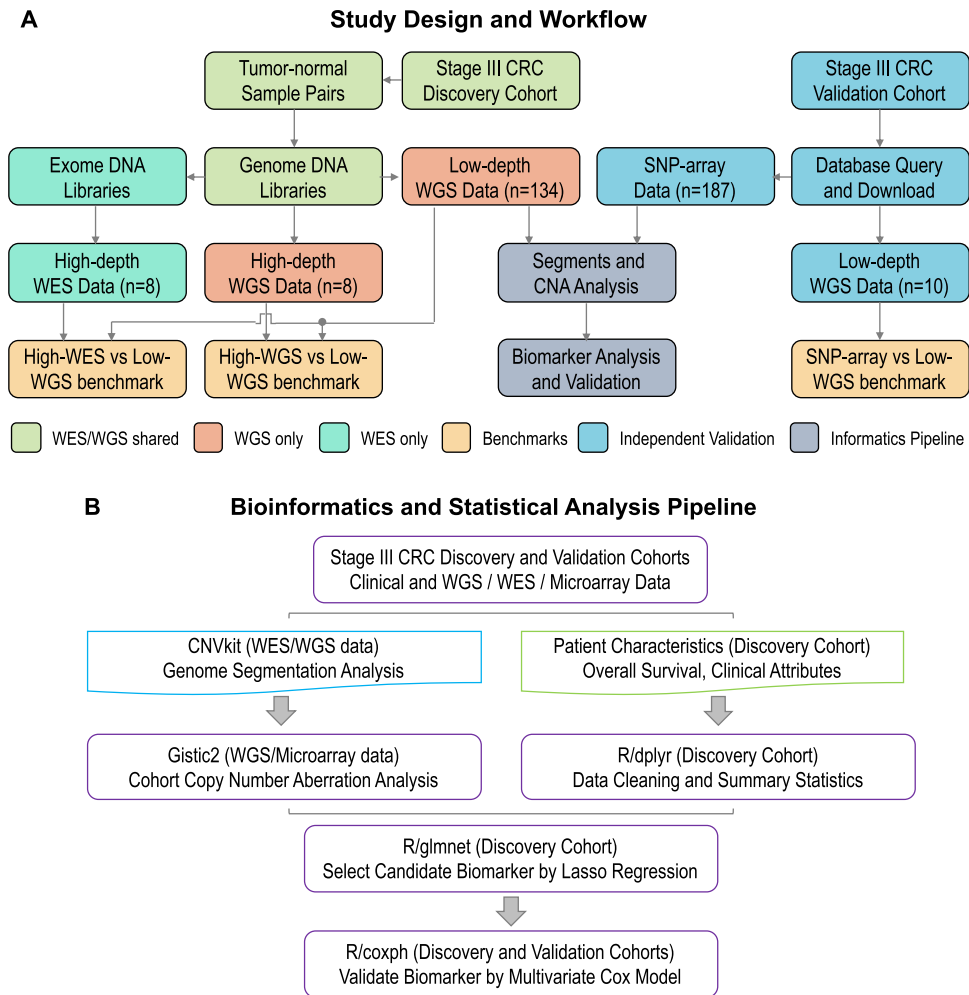 A
Study Design and Workflow
Tumor-normal
Sample Pairs
Stage III CRC
Discovery Cohort
Stage III CRC
Validation Cohort
Exome DNA
Libraries
Genome DNA
Libraries
Low-depth
WGS Data (n=134)
SNP-array
Data (n=187)
Database Query
and Download
High-depth
WES Data (n=8)
High-depth
WGS Data (n=8)
Segments and
CNA Analysis
Low-depth
WGS Data (n=10)
High-WES vs Low-
WGS benchmark
High-WGS vs Low-
WGS benchmark
Biomarker Analysis
and Validation
SNP-array vs Low-
WGS benchmark
WES/WGS shared
WGS only
WES only
Benchmarks
Independent Validation
Informatics Pipeline
B
Bioinformatics and Statistical Analysis Pipeline
Stage III CRC Discovery and Validation Cohorts
Clinical and WGS / WES / Microarray Data
CNVkit (WES/WGS data)
Genome Segmentation Analysis
Patient Characteristics (Discovery Cohort)
Overall Survival, Clinical Attributes
Gistic2 (WGS/Microarray data)
Cohort Copy Number Aberration Analysis
R/dplyr (Discovery Cohort)
Data Cleaning and Summary Statistics
R/glmnet (Discovery Cohort)
Select Candidate Biomarker by Lasso Regression
R/coxph (Discovery and Validation Cohorts)
Validate Biomarker by Multivariate Cox Model